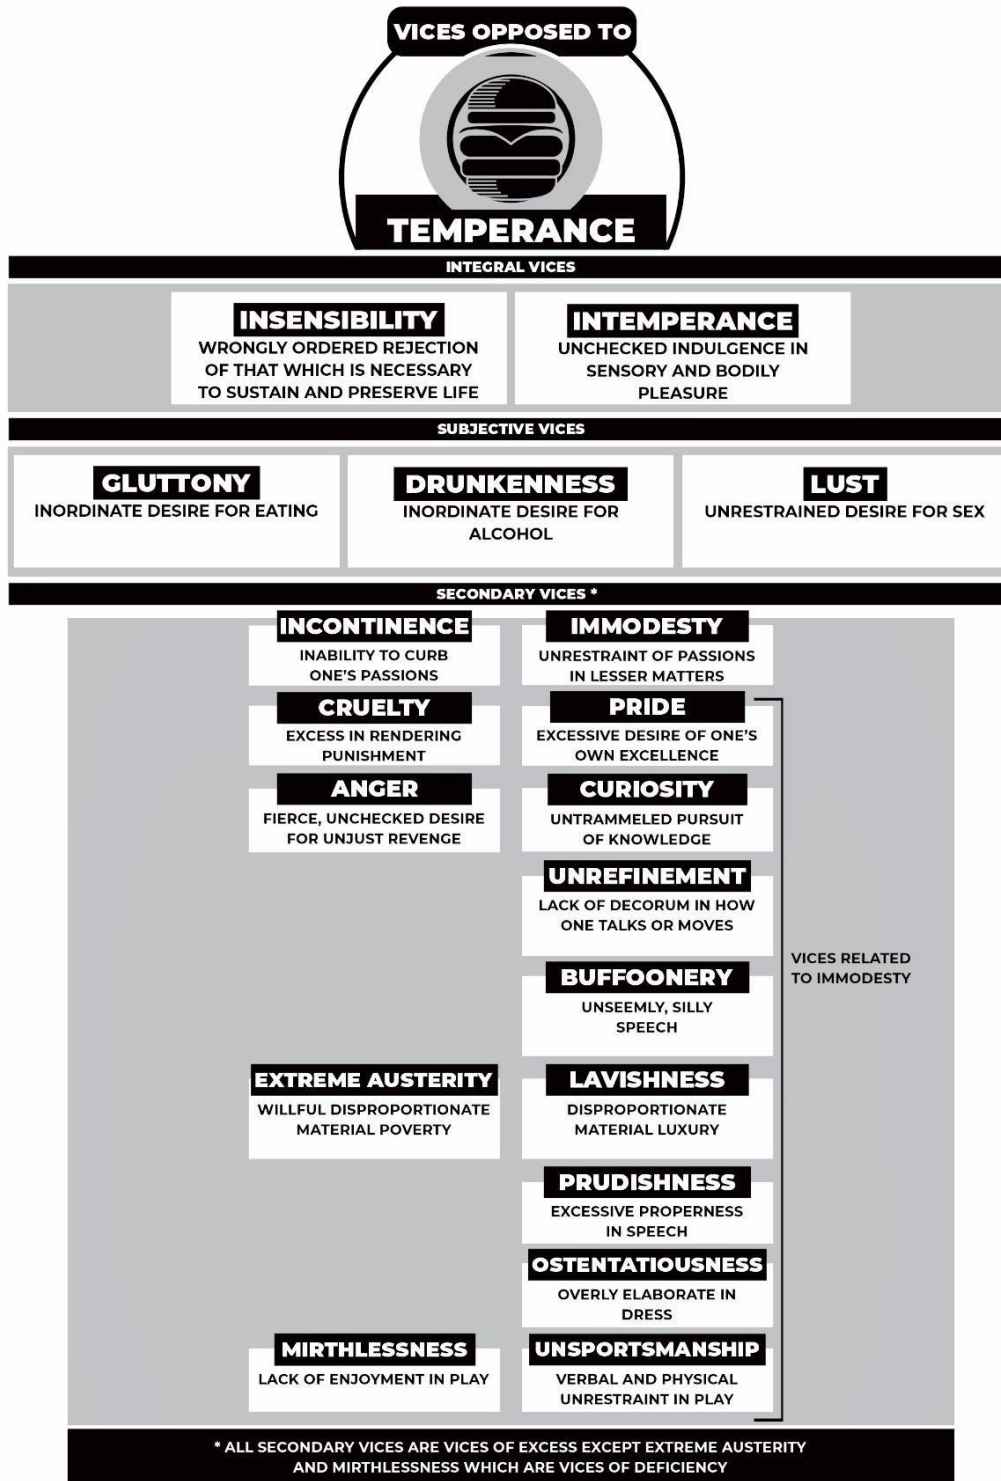 VICES OPPOSED TO
TEMPERANCE
INTEGRAL VICES
INSENSIBILITY
WRONGLY ORDERED REJECTION
OF THAT WHICH IS NECESSARY
TO SUSTAIN AND PRESERVE LIFE
INTEMPERANCE
UNCHECKED INDULGENCE IN
SENSORY AND BODILY
PLEASURE
SUBJECTIVE VICES
GLUTTONY
INORDINATE DESIRE FOR EATING
DRUNKENNESS
INORDINATE DESIRE FOR
ALCOHOL
LUST
UNRESTRAINED DESIRE FOR SEX
SECONDARY VICES *
INCONTINENCE
INABILITY TO CURB
ONE'S PASSIONS
IMMODESTY
UNRESTRAINT OF PASSIONS
IN LESSER MATTERS
CRUELTY
EXCESS IN RENDERING
PUNISHMENT
PRIDE
EXCESSIVE DESIRE OF ONE'S
OWN EXCELLENCE
ANGER
FIERCE, UNCHECKED DESIRE
FOR UNJUST REVENGE
CURIOSITY
UNTRAMMELED PURSUIT
OF KNOWLEDGE
UNREFINEMENT
LACK OF DECORUM IN HOW
ONE TALKS OR MOVES
VICES RELATED
TO IMMODESTY
BUFFOONERY
UNSEEMLY, SILLY
SPEECH
EXTREME AUSTERITY
WILLFUL DISPROPORTIONATE
MATERIAL POVERTY
LAVISHNESS
DISPROPORTIONATE
MATERIAL LUXURY
PRUDISHNESS
EXCESSIVE PROPERNESS
IN SPEECH
OSTENTATIOUSNESS
OVERLY ELABORATE IN
DRESS
MIRTHLESSNESS
LACK OF ENJOYMENT IN PLAY
UNSPORTSMANSHIP
VERBAL AND PHYSICAL
UNRESTRAINT IN PLAY
* ALL SECONDARY VICES ARE VICES OF EXCESS EXCEPT EXTREME AUSTERITY
AND MIRTHLESSNESS WHICH ARE VICES OF DEFICIENCY